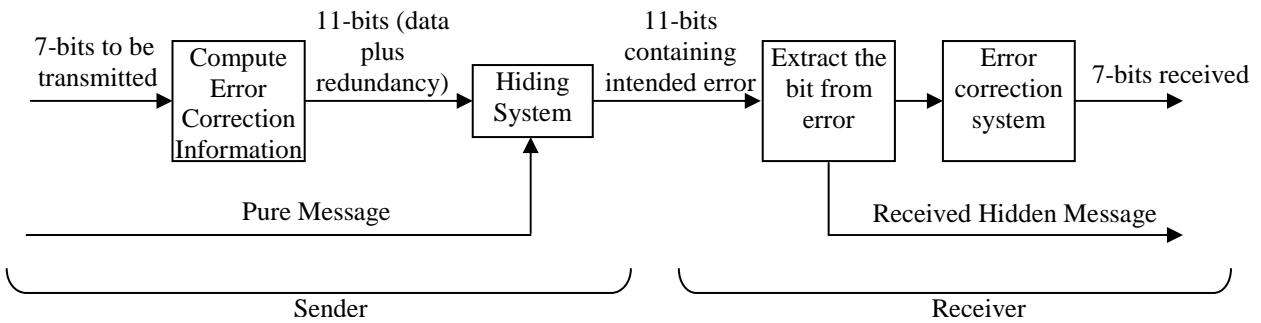 7-bits to be
transmitted
Compute
Error
Correction
Information
11-bits (data
plus
redundancy)
Hiding
System
11-bits
containing
intended error
Extract the
bit from
error
Error
correction
system
7-bits received
Pure Message
Received Hidden Message
Sender
Receiver